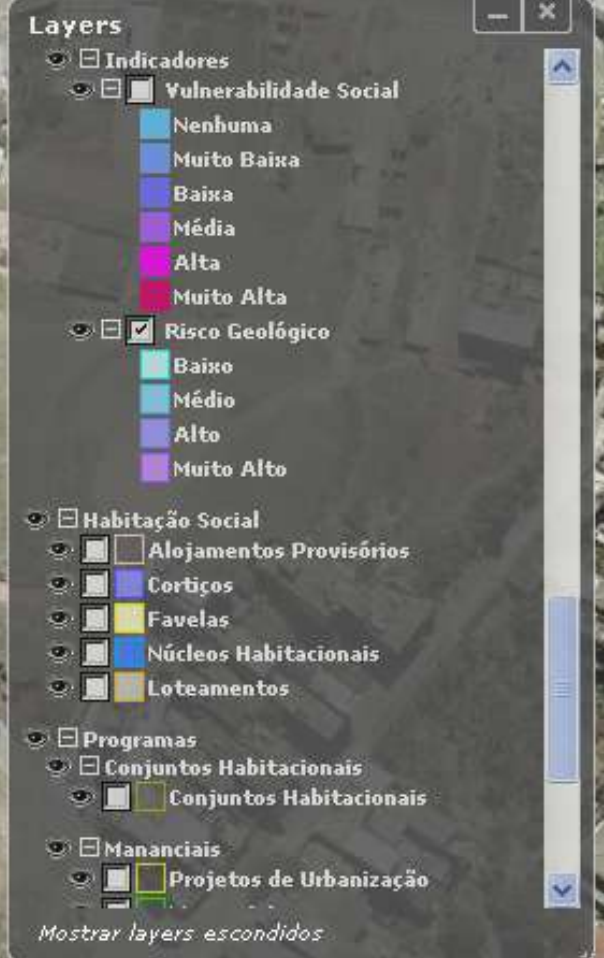 Layers
Indicadores
Vulnerabilidade Social
Nenhuma
Muito Baixa
Baixa
Média
Alta
Muito Alta
Risco Geológico
Baixo
Médio
Alto
Muito Alto
Habitação Social
Alojamentos Provisórios
Cortiços
Favelas
Núcleos Habitacionais
Loteamentos
Programas
Conjuntos Habitacionais
Conjuntos Habitacionais
Mananciais
Projetos de Urbanização
Mostrar layers escondidos